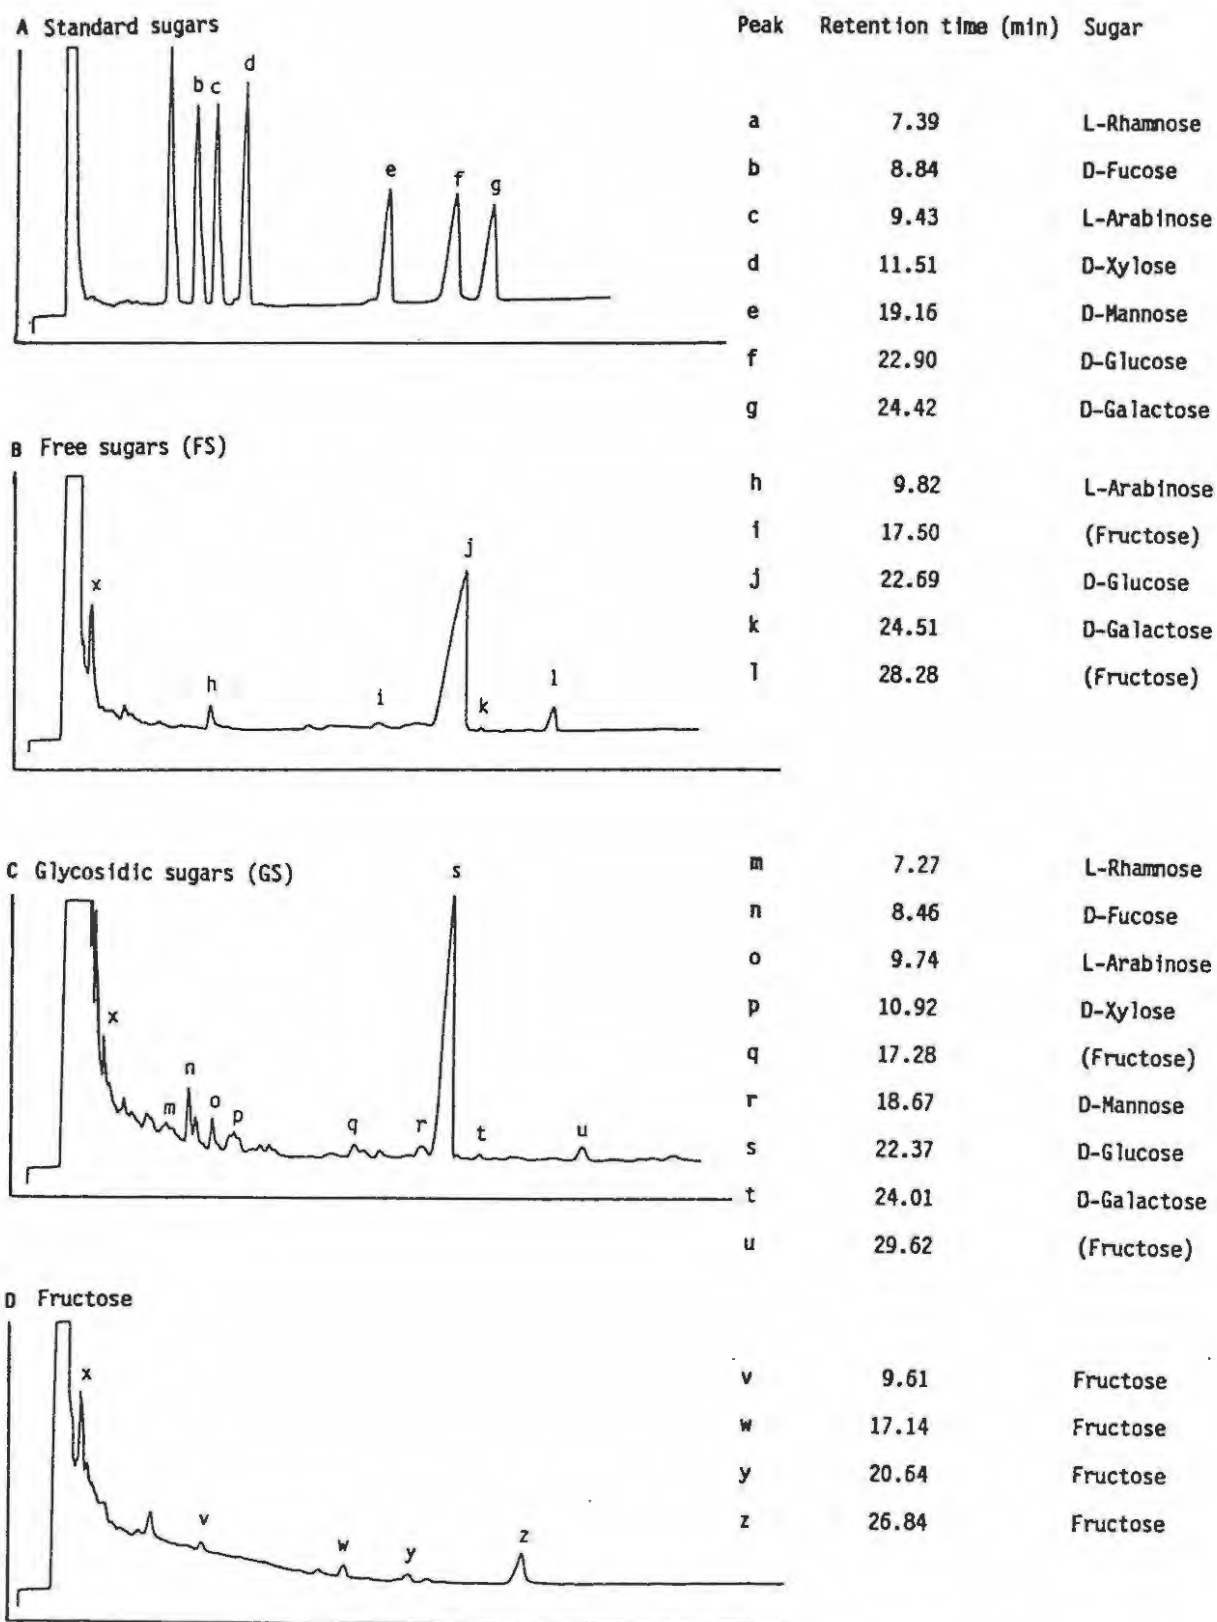 A Standard sugars
Peak Retention time (min) Sugar
b c d e f g
a 7.39 L-Rhamnose
b 8.84 D-Fucose
c 9.43 L-Arabinose
d 11.51 D-Xylose
e 19.16 D-Mannose
f 22.90 D-Glucose
g 24.42 D-Galactose
B Free sugars (FS)
x h i j k l
h 9.82 L-Arabinose
i 17.50 (Fructose)
j 22.69 D-Glucose
k 24.51 D-Galactose
l 28.28 (Fructose)
C Glycosidic sugars (GS)
x m n o p q r s t u
m 7.27 L-Rhamnose
n 8.46 D-Fucose
o 9.74 L-Arabinose
p 10.92 D-Xylose
q 17.28 (Fructose)
r 18.67 D-Mannose
s 22.37 D-Glucose
t 24.01 D-Galactose
u 29.62 (Fructose)
D Fructose
x v w y z
v 9.61 Fructose
w 17.14 Fructose
y 20.64 Fructose
z 26.84 Fructose